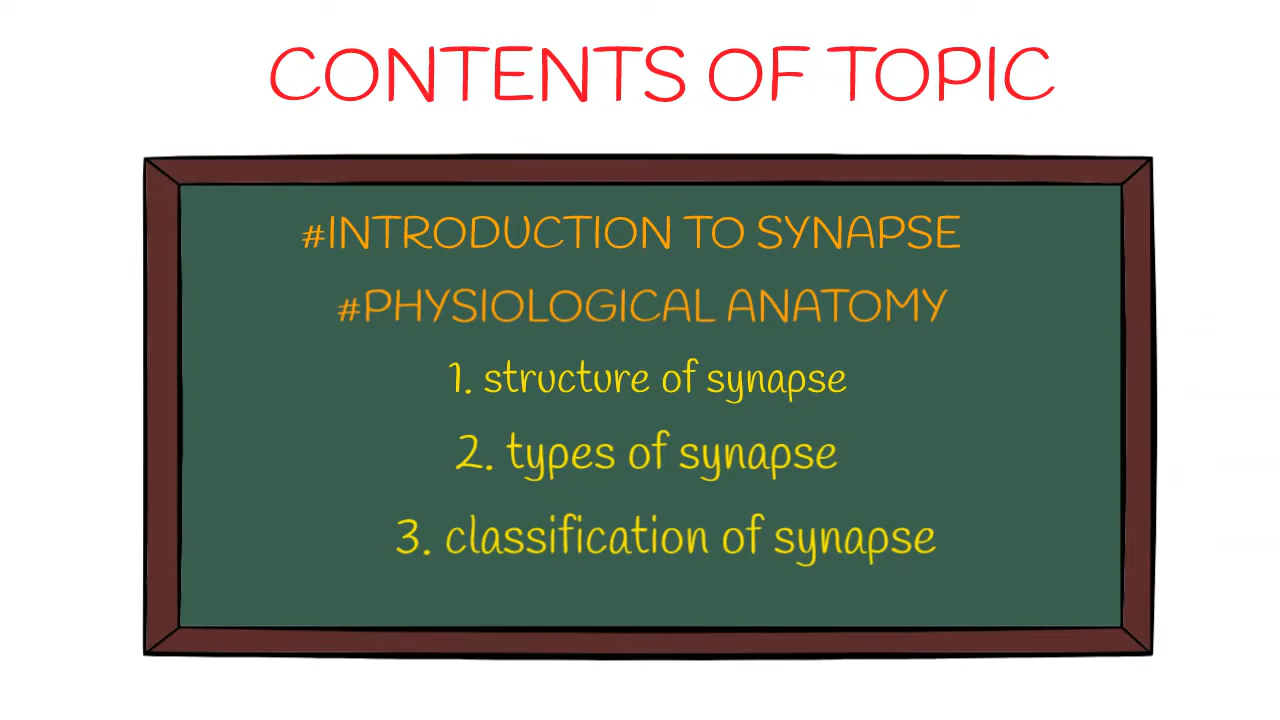 CONTENTS OF TOPIC
#INTRODUCTION TO SYNAPSE
#PHYSIOLOGICAL ANATOMY
1. structure of synapse
2. types of synapse
3. classification of synapse